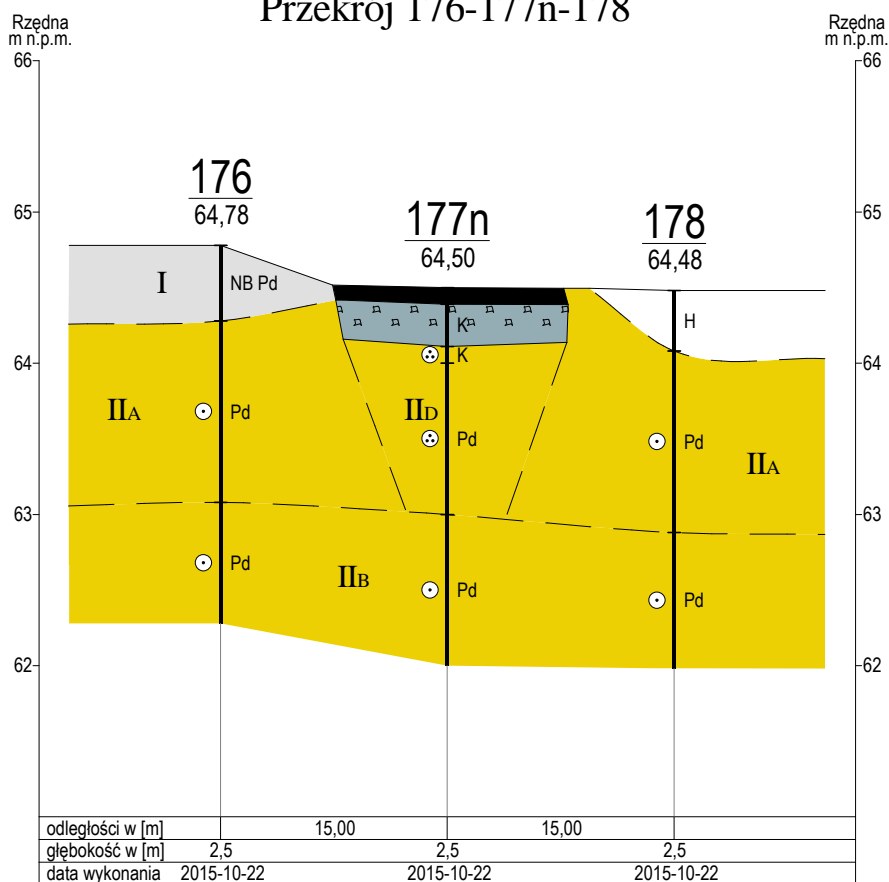 Przekrój 176-177n-178
Rzędna
m n.p.m.
Rzędna
m n.p.m.
66
66
65
65
64
64
63
63
62
62
176
64,78
177n
64,50
178
64,48
I
NB Pd
K
H
K
IIA
Pd
IID
Pd
Pd
IIA
Pd
IIB
Pd
Pd
odległości w [m] 15,00 15,00
głębokość w [m] 2,5 2,5 2,5
data wykonania 2015-10-22 2015-10-22 2015-10-22